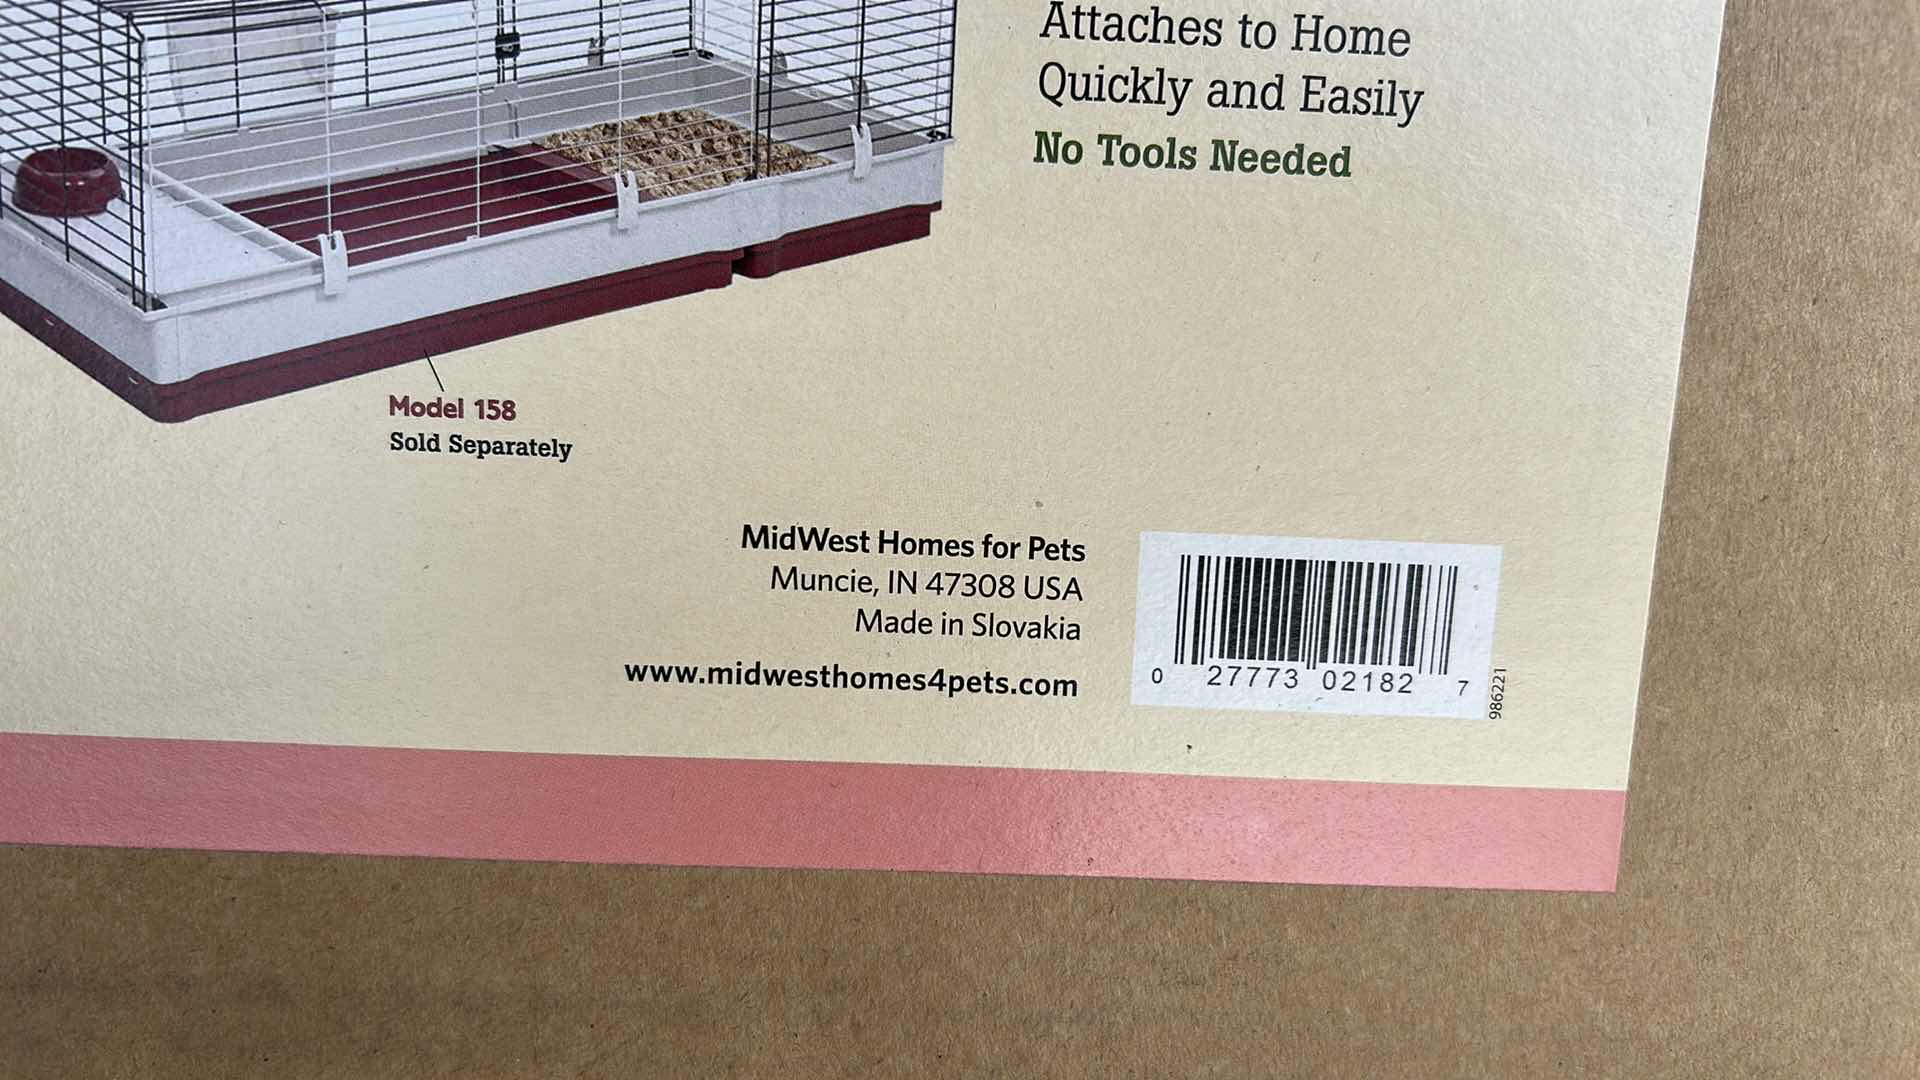 Attaches to Home
Quickly and Easily
No Tools Needed
Model 158
Sold Separately
MidWest Homes for Pets
Muncie, IN 47308 USA
Made in Slovakia
www.midwesthomes4pets.com
0 27773 02182 7
986221